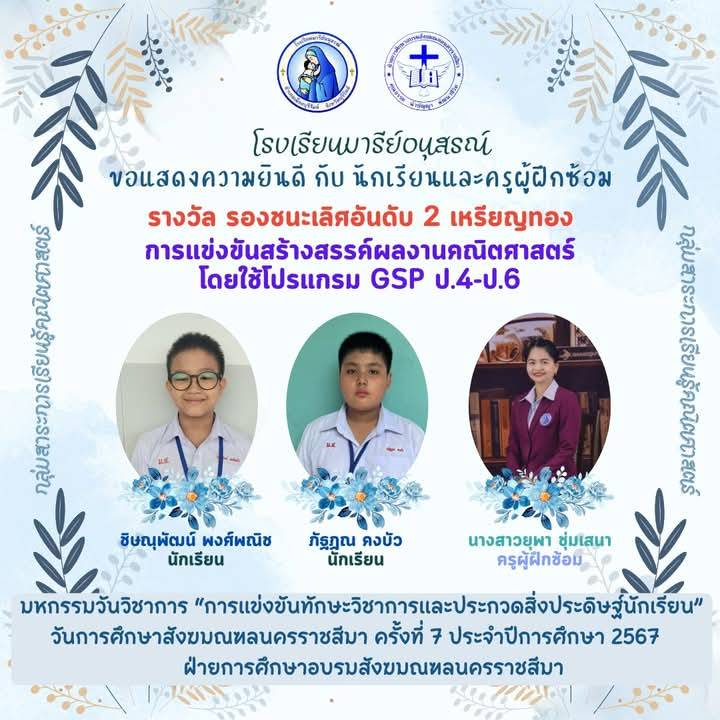 โรงเรียนมารีย์อนุสรณ์
ขอแสดงความยินดี กับ นักเรียนและครูผู้ฝึกซ้อม
รางวัล รองชนะเลิศอันดับ 2 เหรียญทอง
การแข่งขันสร้างสรรค์ผลงานคณิตศาสตร์
โดยใช้โปรแกรม GSP ป.4-ป.6
กลุ่มสาระการเรียนรู้คณิตศาสตร์
กลุ่มสาระการเรียนรู้คณิตศาสตร์
ชิษณุพัฒน์ พงศ์พณิช
นักเรียน
ภัฐฏณ คงบัว
นักเรียน
นางสาวยุพา ชุ่มเสนา
ครูผู้ฝึกซ้อม
มหกรรมวันวิชาการ “การแข่งขันทักษะวิชาการและประกวดสิ่งประดิษฐ์นักเรียน”
วันการศึกษาสังฆมณฑลนครราชสีมา ครั้งที่ 7 ประจำปีการศึกษา 2567
ฝ่ายการศึกษาอบรมสังฆมณฑลนครราชสีมา